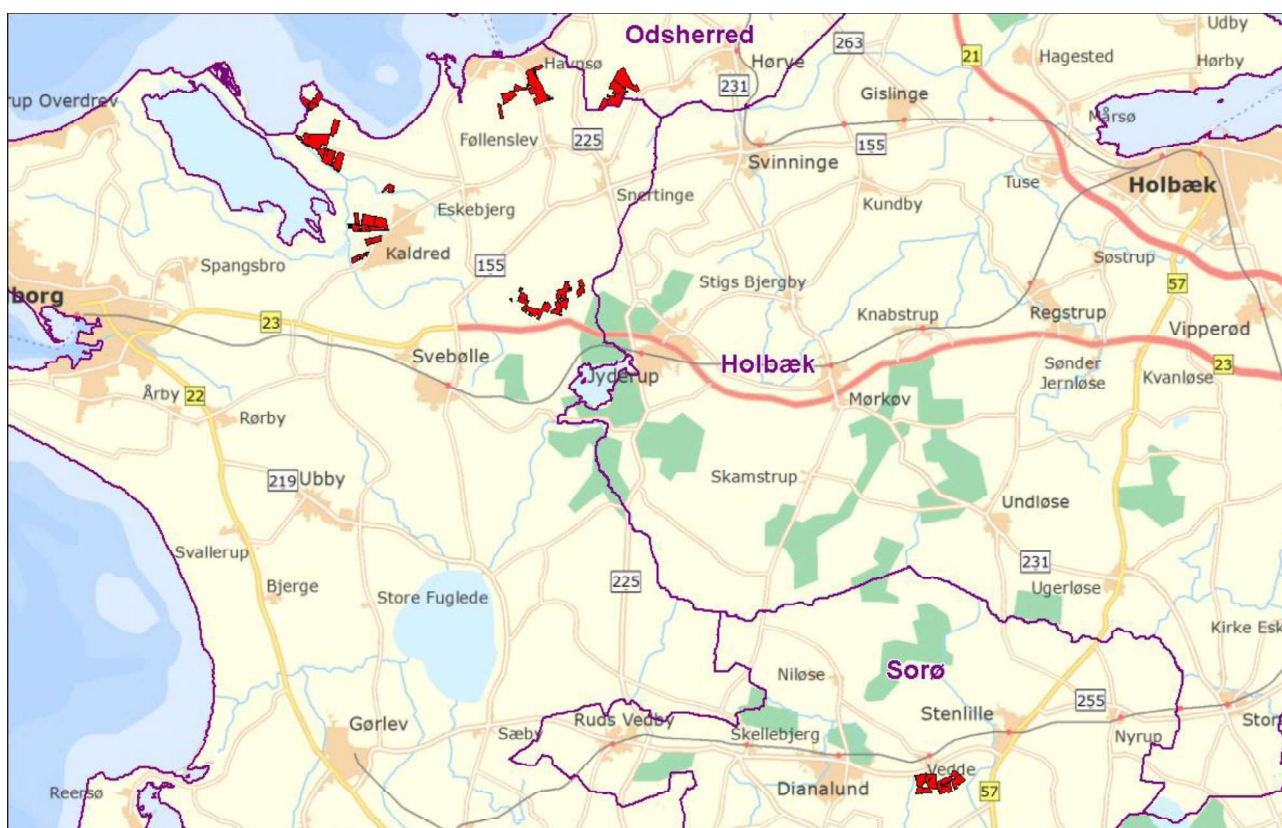 Odsherred
Udby
263
21
Hagested
Havnsø
Hørve
Hørby
231
Gislinge
rup Overdrev
Mårsø
Føllenslev
225
Svinninge
155
Tuse
Holbæk
Snertinge
Kundby
Eskebjerg
Kaldred
Søstrup
Spangsbro
155
Stigs Bjergby
57
borg
Knabstrup
Regstrup
Vipperød
23
Svebølle
Holbæk
Sønder
Jernløse
23
Jyderup
Kvanløse
Årby
22
Mørkøv
Rørby
Skamstrup
219
Ubby
Undløse
Svallerup
231
Bjerge
225
Ugerløse
Store Fuglede
Kirke Esk
Sorø
Niløse
255
Gørlev
Ruds Vedby
Stenlille
Sæby
Skellebjerg
Nyrup
Stor
Vedde
Reersø
Dianalund
57